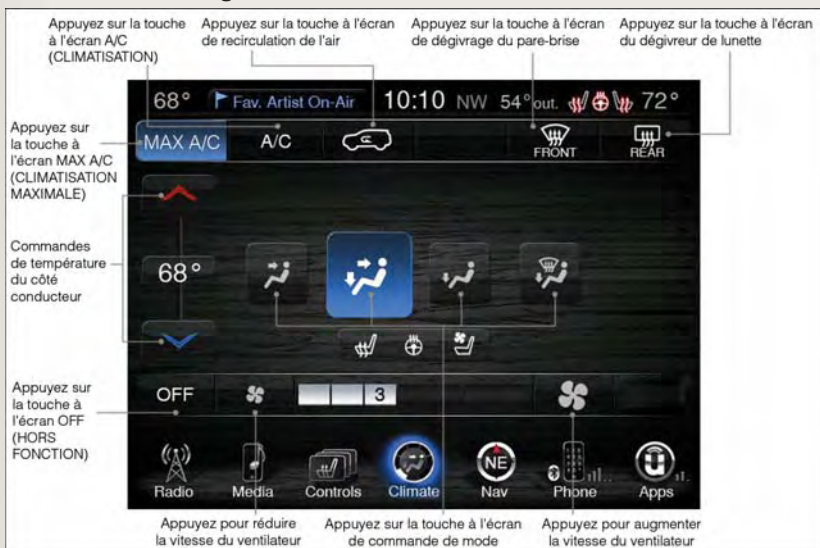 Appuyez sur la touche
à l'écran A/C
(CLIMATISATION)
Appuyez sur la touche à l'écran
de recirculation de l'air
Appuyez sur la touche à l'écran
de dégivrage du pare-brise
Appuyez sur la touche à l'écran
du dégivreur de lunette
68° Fav. Artist On-Air 10:10 NW 54° out. 72°
Appuyez sur
la touche à
l'écran MAX A/C
(CLIMATISATION
MAXIMALE)
MAX A/C A/C FRONT REAR
Commandes
de température
du côté
conducteur
68°
Appuyez sur
la touche à
l'écran OFF
(HORS
FONCTION)
OFF 3
Radio Media Controls Climate NE Nav Phone Apps
Appuyez pour réduire
la vitesse du ventilateur
Appuyez sur la touche à l'écran
de commande de mode
Appuyez pour augmenter
la vitesse du ventilateur